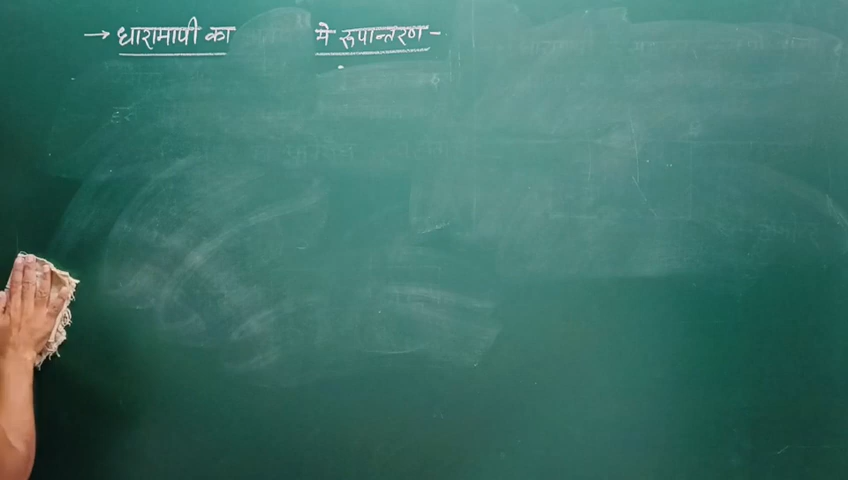 → धारामापी का में रूपान्तरण -